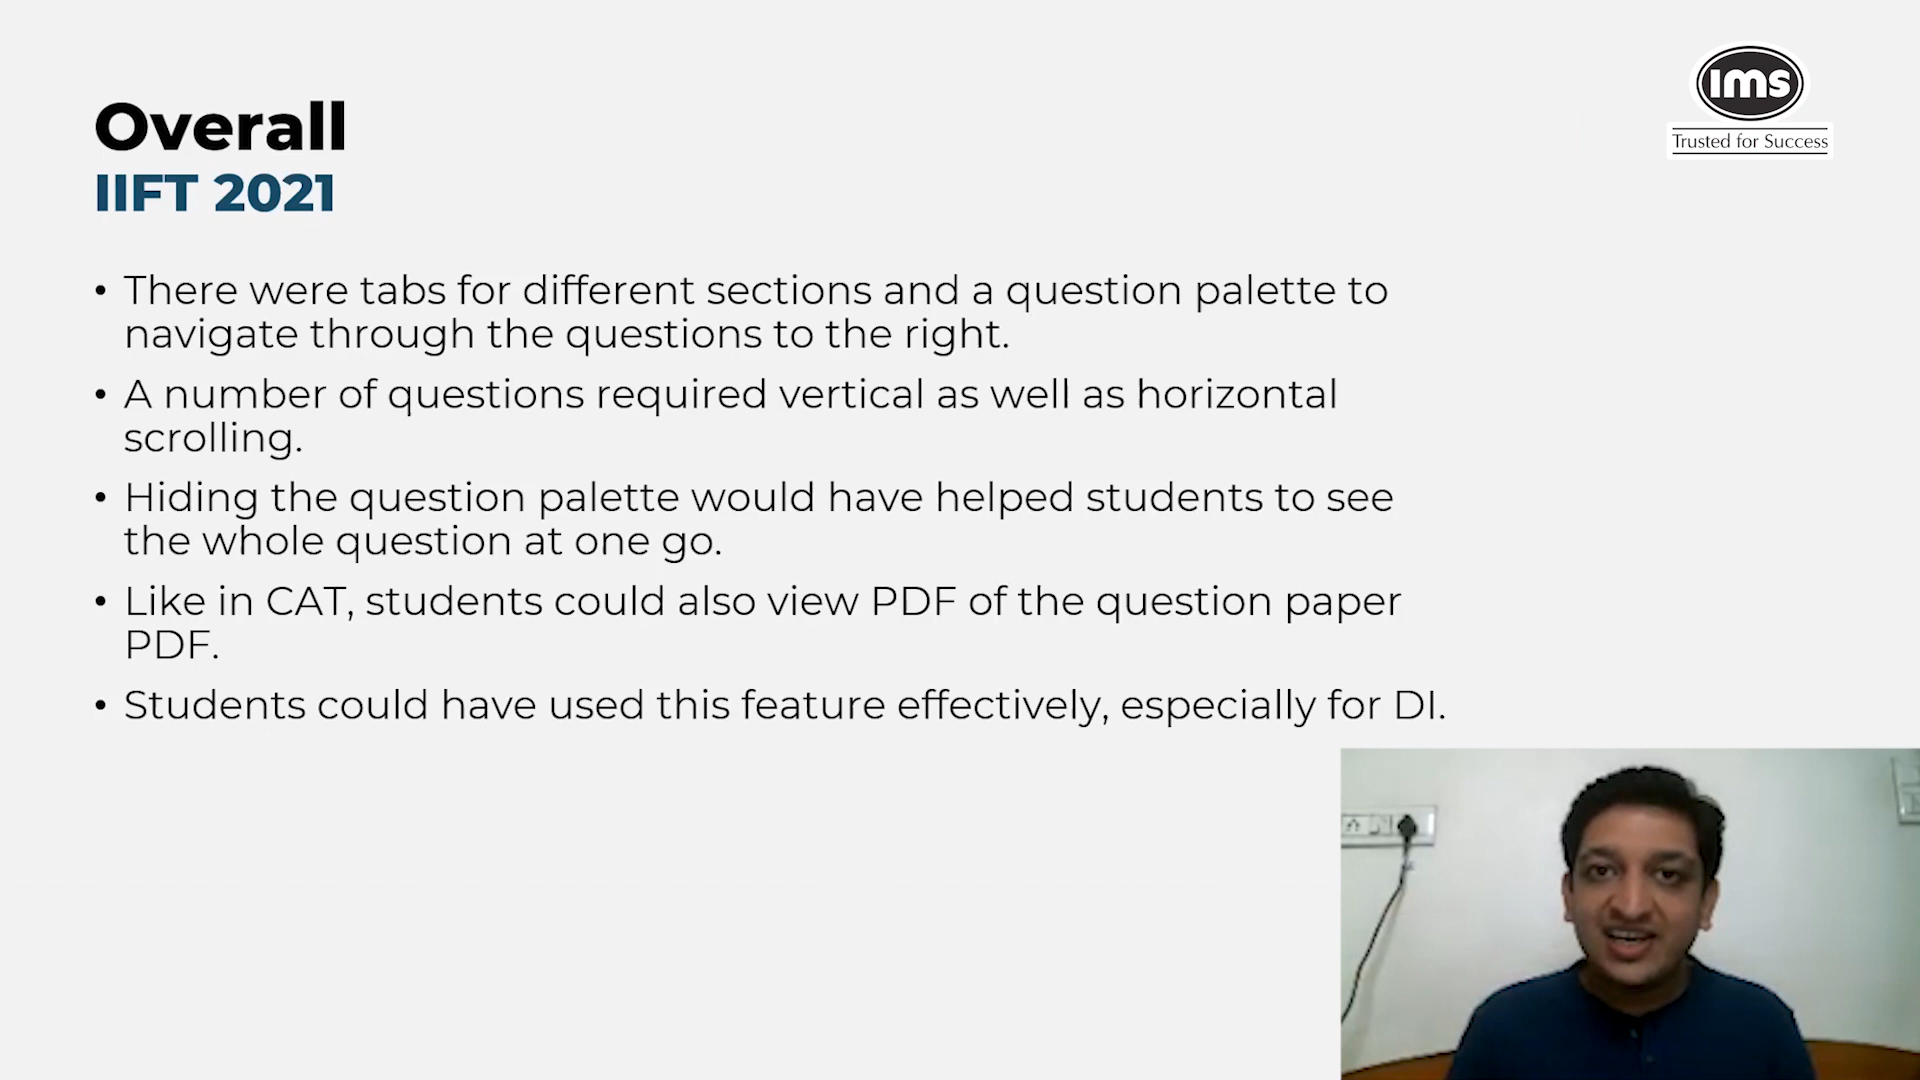 ims
Trusted for Success
Overall
IIFT 2021
• There were tabs for different sections and a question palette to
navigate through the questions to the right.
• A number of questions required vertical as well as horizontal
scrolling.
• Hiding the question palette would have helped students to see
the whole question at one go.
• Like in CAT, students could also view PDF of the question paper
PDF.
• Students could have used this feature effectively, especially for DI.